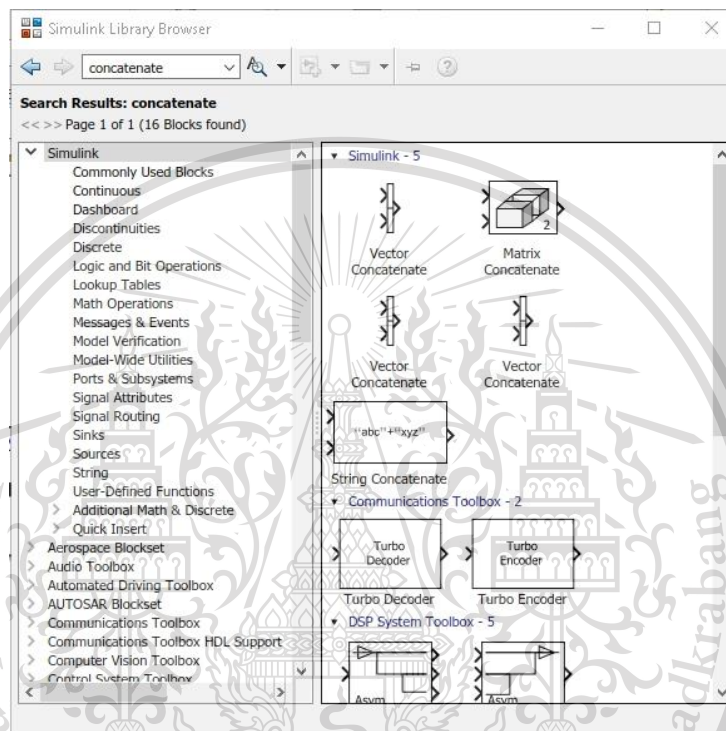 Simulink Library Browser
concatenate
Search Results: concatenate
<< >> Page 1 of 1 (16 Blocks found)
Simulink
Commonly Used Blocks
Continuous
Dashboard
Discontinuities
Discrete
Logic and Bit Operations
Lookup Tables
Math Operations
Messages & Events
Model Verification
Model-Wide Utilities
Ports & Subsystems
Signal Attributes
Signal Routing
Sinks
Sources
String
User-Defined Functions
Additional Math & Discrete
Quick Insert
Aerospace Blockset
Audio Toolbox
Automated Driving Toolbox
AUTOSAR Blockset
Communications Toolbox
Communications Toolbox HDL Support
Computer Vision Toolbox
Control System Toolbox
Simulink - 5
2
Vector Concatenate
Matrix Concatenate
Vector Concatenate
Vector Concatenate
"abc"+"xyz"
String Concatenate
Communications Toolbox - 2
Turbo Decoder
Turbo Encoder
Turbo Decoder
Turbo Encoder
DSP System Toolbox - 5
Asym
Asym